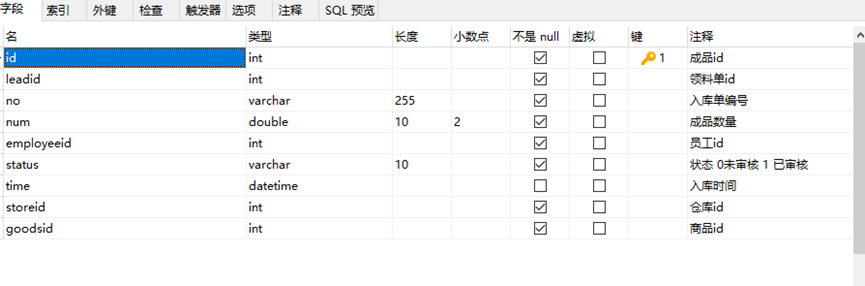 字段 索引 外键 检查 触发器 选项 注释 SQL 预览
名 类型 长度 小数点 不是 null 虚拟 键 注释
id int 1 成品id
leadid int 领料单id
no varchar 255 入库单编号
num double 10 2 成品数量
employeeid int 员工id
status varchar 10 状态 0未审核 1 已审核
time datetime 入库时间
storeid int 仓库id
goodsid int 商品id